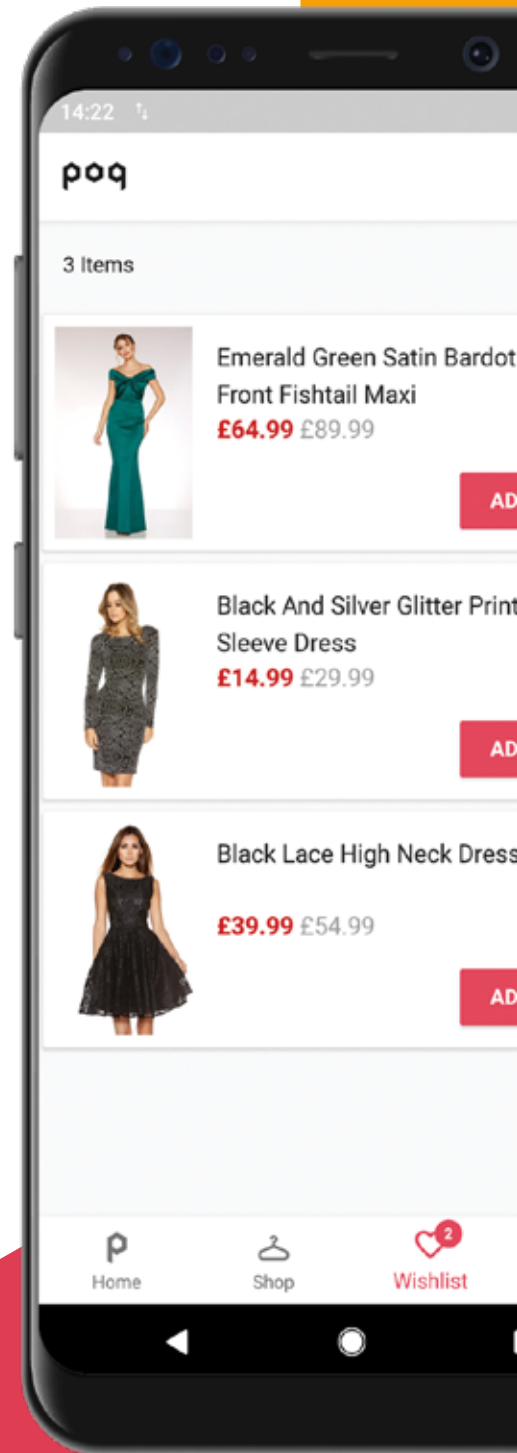 14:22
poq
3 Items
Emerald Green Satin Bardot
Front Fishtail Maxi
£64.99 £89.99
AD
Black And Silver Glitter Print
Sleeve Dress
£14.99 £29.99
AD
Black Lace High Neck Dress
£39.99 £54.99
AD
2
Home Shop Wishlist